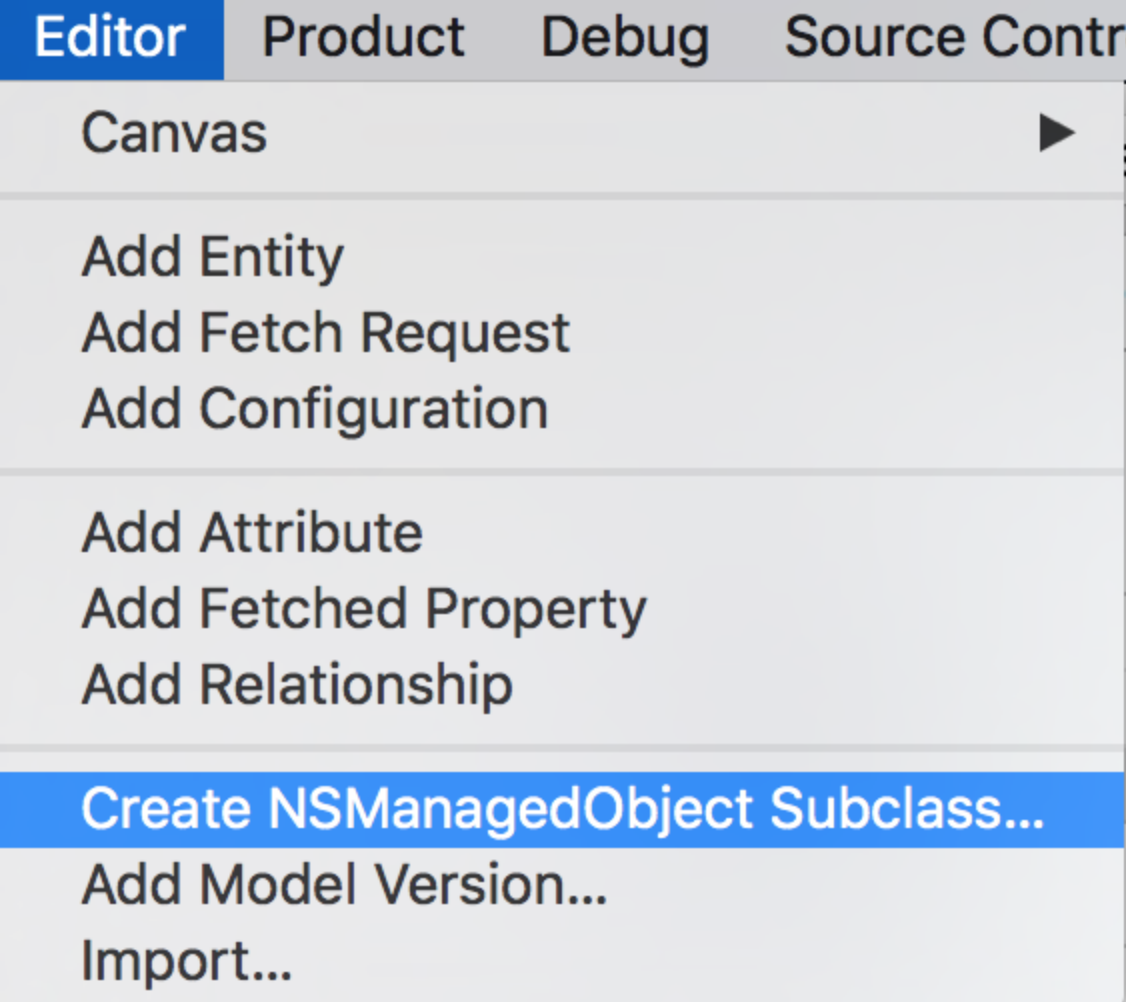 Editor Product Debug Source Contr
Canvas
Add Entity
Add Fetch Request
Add Configuration
Add Attribute
Add Fetched Property
Add Relationship
Create NSManagedObject Subclass...
Add Model Version...
Import...